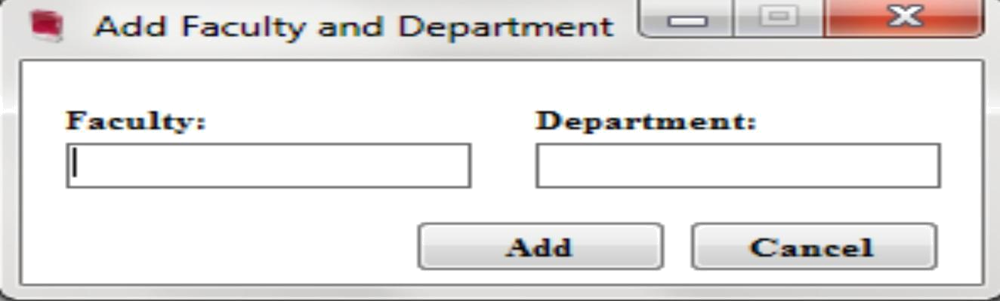 Add Faculty and Department
Faculty:
Department:
Add
Cancel